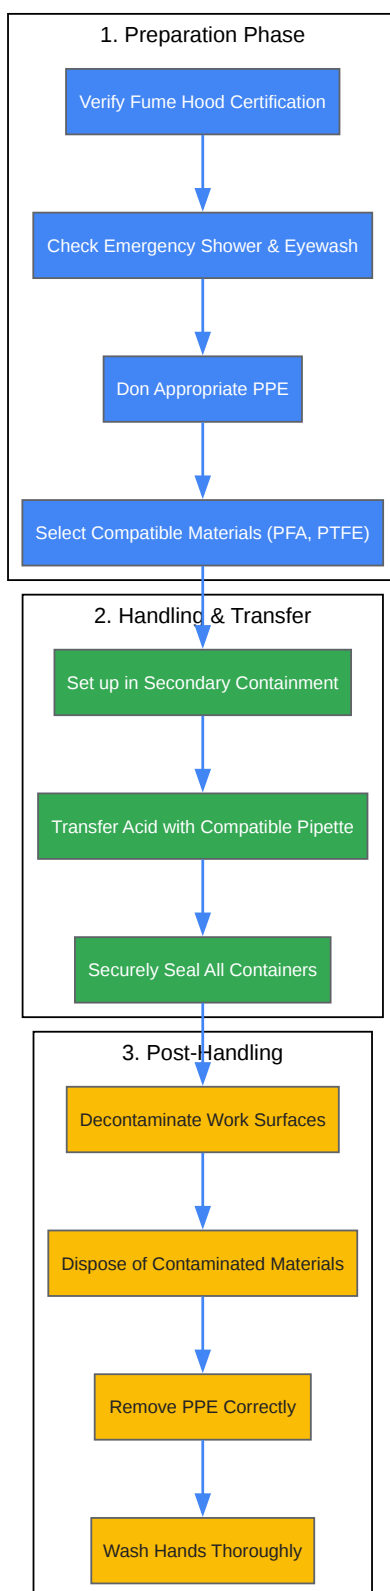 1. Preparation Phase
Verify Fume Hood Certification
Check Emergency Shower & Eyewash
Don Appropriate PPE
Select Compatible Materials (PFA, PTFE)
2. Handling & Transfer
Set up in Secondary Containment
Transfer Acid with Compatible Pipette
Securely Seal All Containers
3. Post-Handling
Decontaminate Work Surfaces
Dispose of Contaminated Materials
Remove PPE Correctly
Wash Hands Thoroughly